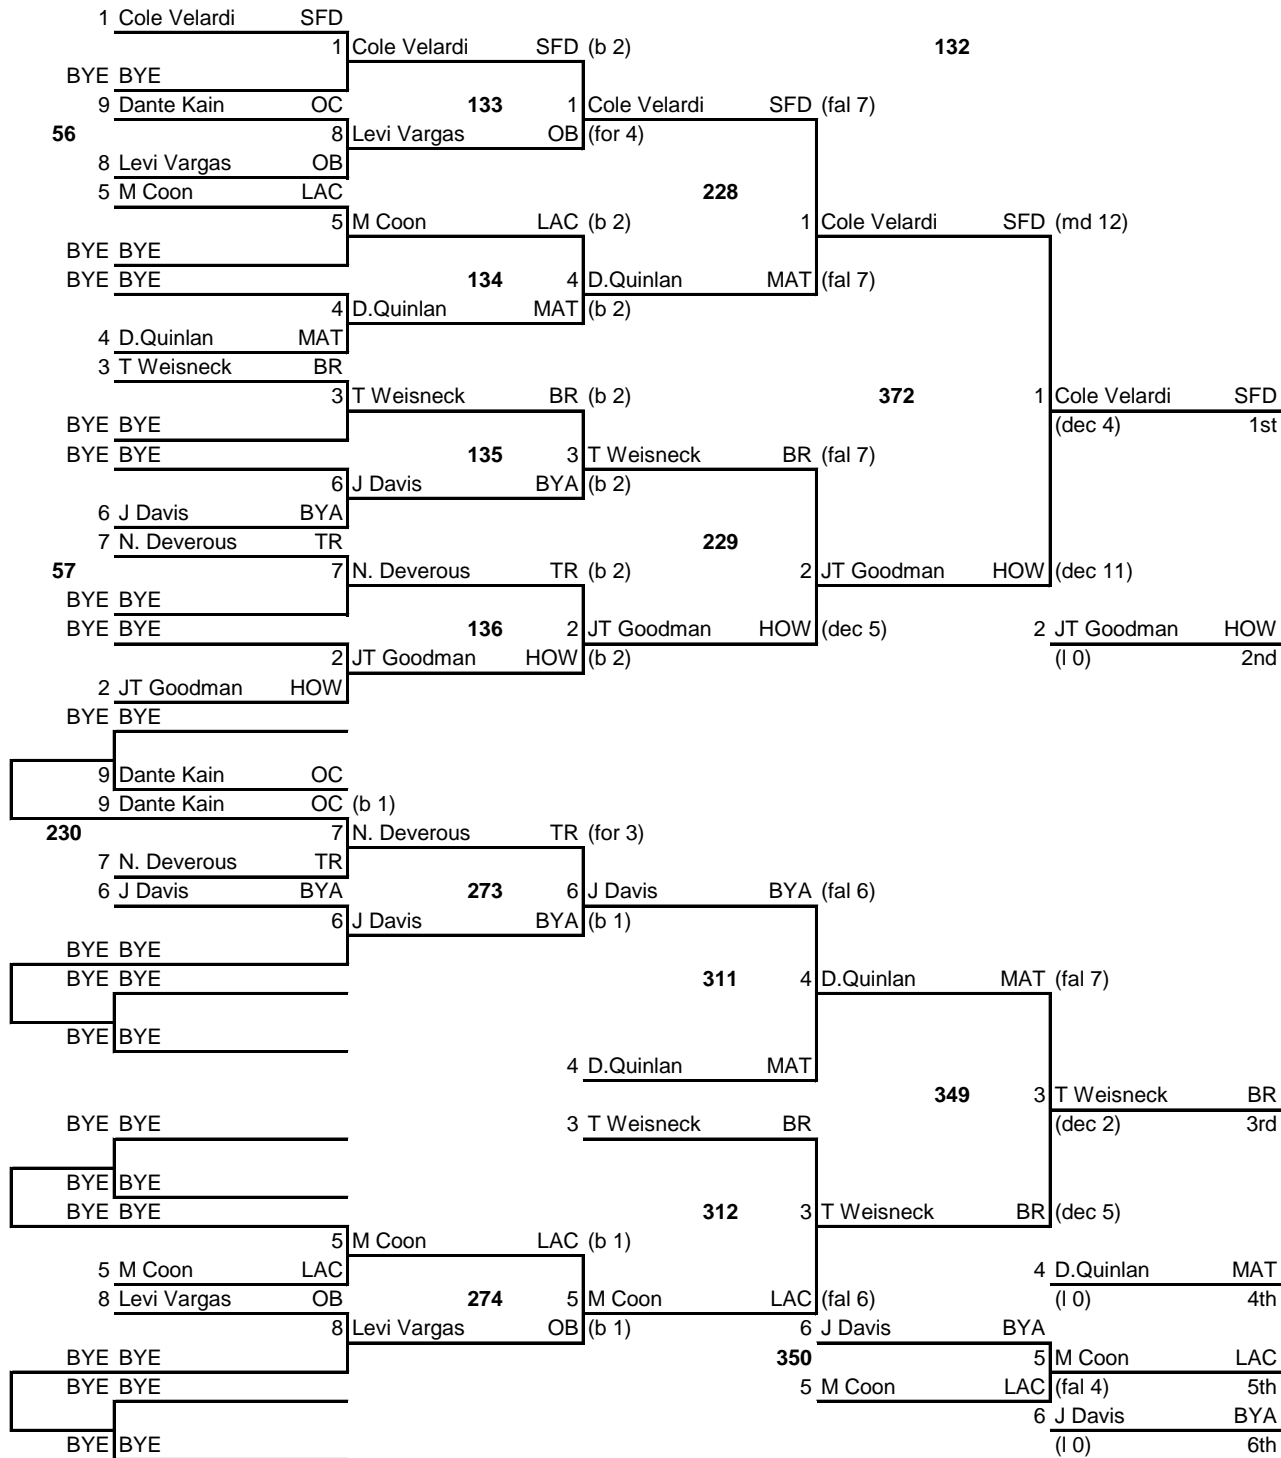 1 Cole Velardi SFD
1 Cole Velardi SFD (b 2) 132
BYE BYE
9 Dante Kain OC 133 1 Cole Velardi SFD (fal 7)
56 8 Levi Vargas OB (for 4)
8 Levi Vargas OB
5 M Coon LAC 228
5 M Coon LAC (b 2) 1 Cole Velardi SFD (md 12)
BYE BYE
BYE BYE 134 4 D.Quinlan MAT (fal 7)
4 D.Quinlan MAT (b 2)
4 D.Quinlan MAT
3 T Weisneck BR
3 T Weisneck BR (b 2) 372 1 Cole Velardi SFD
(dec 4) 1st
BYE BYE
BYE BYE 135 3 T Weisneck BR (fal 7)
6 J Davis BYA (b 2)
6 J Davis BYA
7 N. Deverous TR 229
57 7 N. Deverous TR (b 2) 2 JT Goodman HOW (dec 11)
BYE BYE
BYE BYE 136 2 JT Goodman HOW (dec 5) 2 JT Goodman HOW
2 JT Goodman HOW (b 2) (l 0) 2nd
2 JT Goodman HOW
BYE BYE
9 Dante Kain OC
9 Dante Kain OC (b 1)
230 7 N. Deverous TR (for 3)
7 N. Deverous TR
6 J Davis BYA 273 6 J Davis BYA (fal 6)
6 J Davis BYA (b 1)
BYE BYE
BYE BYE 311 4 D.Quinlan MAT (fal 7)
BYE BYE
4 D.Quinlan MAT
349 3 T Weisneck BR
BYE BYE 3 T Weisneck BR (dec 2) 3rd
BYE BYE
BYE BYE 312 3 T Weisneck BR (dec 5)
5 M Coon LAC (b 1)
5 M Coon LAC 4 D.Quinlan MAT
8 Levi Vargas OB 274 5 M Coon LAC (fal 6) (l 0) 4th
8 Levi Vargas OB (b 1) 6 J Davis BYA
BYE BYE 350 5 M Coon LAC
BYE BYE 5 M Coon LAC (fal 4) 5th
6 J Davis BYA
BYE BYE (l 0) 6th